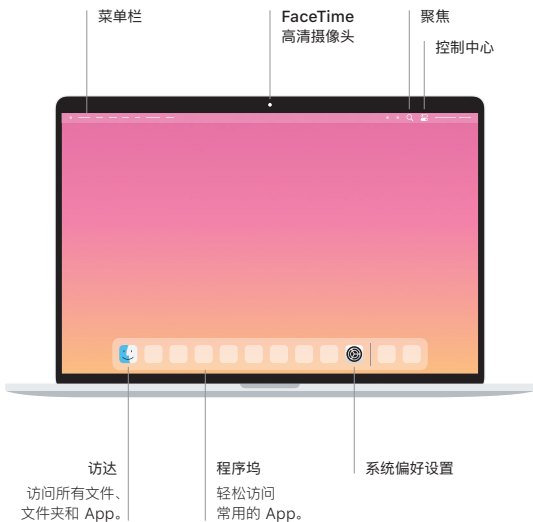 菜单栏
FaceTime
高清摄像头
聚焦
控制中心
访达
访问所有文件、
文件夹和 App。
程序坞
轻松访问
常用的 App。
系统偏好设置